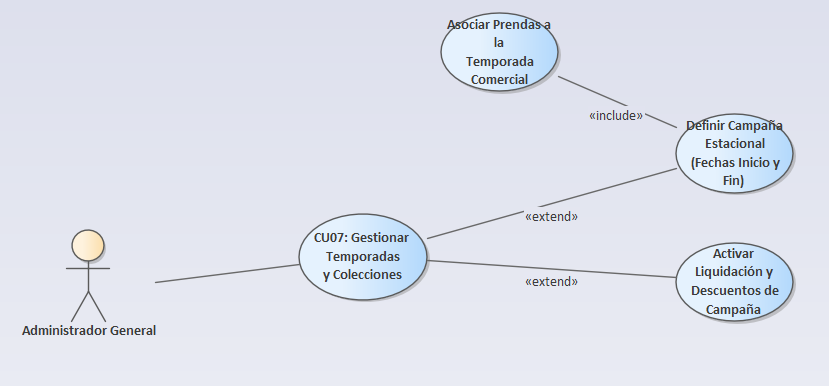 Asociar Prendas a
la
Temporada
Comercial
«include»
Definir Campaña
Estacional
(Fechas Inicio y
Fin)
«extend»
CU07: Gestionar
Temporadas
y Colecciones
«extend»
Activar
Liquidación y
Descuentos de
Campaña
Administrador General